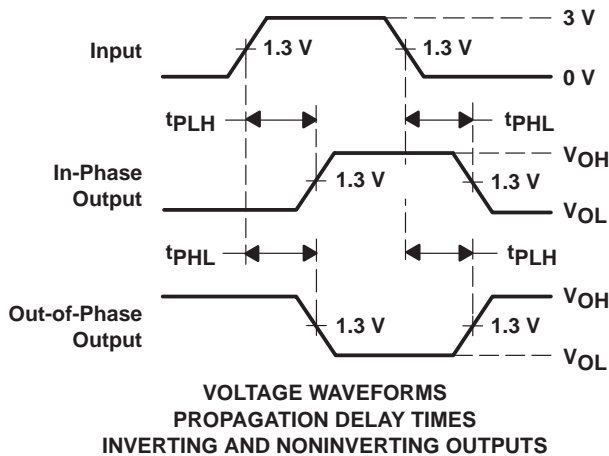 3 V
Input
1.3 V
1.3 V
0 V
tPLH
tPHL
VOH
In-Phase
Output
1.3 V
1.3 V
VOL
tPHL
tPLH
VOH
Out-of-Phase
Output
1.3 V
1.3 V
VOL
VOLTAGE WAVEFORMS
PROPAGATION DELAY TIMES
INVERTING AND NONINVERTING OUTPUTS